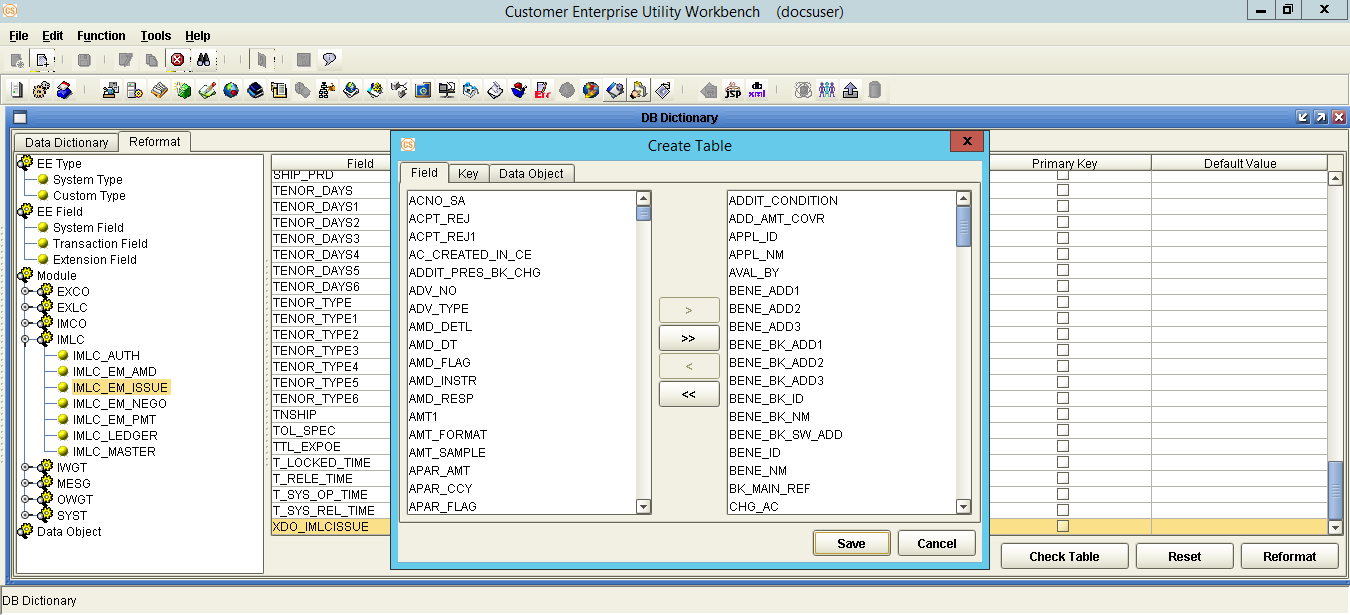 Customer Enterprise Utility Workbench (docsuser)
File Edit Function Tools Help
jsp
db
xml
DB Dictionary
Data Dictionary Reformat
EE Type
System Type
Custom Type
EE Field
System Field
Transaction Field
Extension Field
Module
EXCO
EXLC
IMCO
IMLC
IMLC_AUTH
IMLC_EM_AMD
IMLC_EM_ISSUE
IMLC_EM_NEGO
IMLC_EM_PMT
IMLC_LEDGER
IMLC_MASTER
IWGT
MESG
OWGT
SYST
Data Object
Field
SHIP_PRD
TENOR_DAYS
TENOR_DAYS1
TENOR_DAYS2
TENOR_DAYS3
TENOR_DAYS4
TENOR_DAYS5
TENOR_DAYS6
TENOR_TYPE
TENOR_TYPE1
TENOR_TYPE2
TENOR_TYPE3
TENOR_TYPE4
TENOR_TYPE5
TENOR_TYPE6
TNSHIP
TOL_SPEC
TTL_EXPOE
T_LOCKED_TIME
T_RELE_TIME
T_SYS_OP_TIME
T_SYS_REL_TIME
XDO_IMLCISSUE
CS
Create Table
Field Key Data Object
ACNO_SA
ACPT_REJ
ACPT_REJ1
AC_CREATED_IN_CE
ADDIT_PRES_BK_CHG
ADV_NO
ADV_TYPE
AMD_DETL
AMD_DT
AMD_FLAG
AMD_INSTR
AMD_RESP
AMT1
AMT_FORMAT
AMT_SAMPLE
APAR_AMT
APAR_CCY
APAR_FLAG
>
>>
<
<<
ADDIT_CONDITION
ADD_AMT_COVR
APPL_ID
APPL_NM
AVAL_BY
BENE_ADD1
BENE_ADD2
BENE_ADD3
BENE_BK_ADD1
BENE_BK_ADD2
BENE_BK_ADD3
BENE_BK_ID
BENE_BK_NM
BENE_BK_SW_ADD
BENE_ID
BENE_NM
BK_MAIN_REF
CHG_AC
Save Cancel
Primary Key Default Value
Check Table Reset Reformat
DB Dictionary